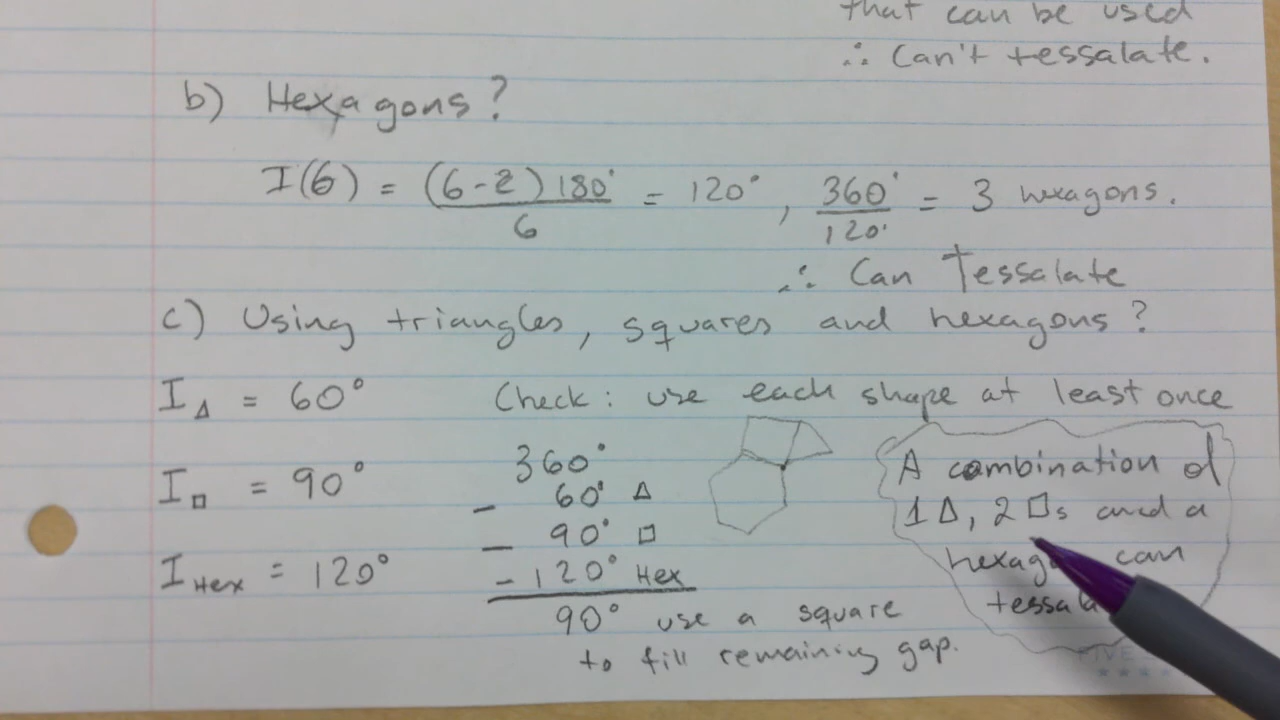 that can be used
∴ Can't tessalate.
b) Hexagons?
I(6) = (6-2)180° / 6 = 120°, 360° / 120° = 3 hexagons.
∴ Can Tessalate
c) Using triangles, squares and hexagons?
I△ = 60°
Check: use each shape at least once
I□ = 90°
360°
- 60° △
- 90° □
I Hex = 120°
- 120° Hex
90° use a square
to fill remaining gap.
A combination of
1△, 2□s and a
can
FIVE